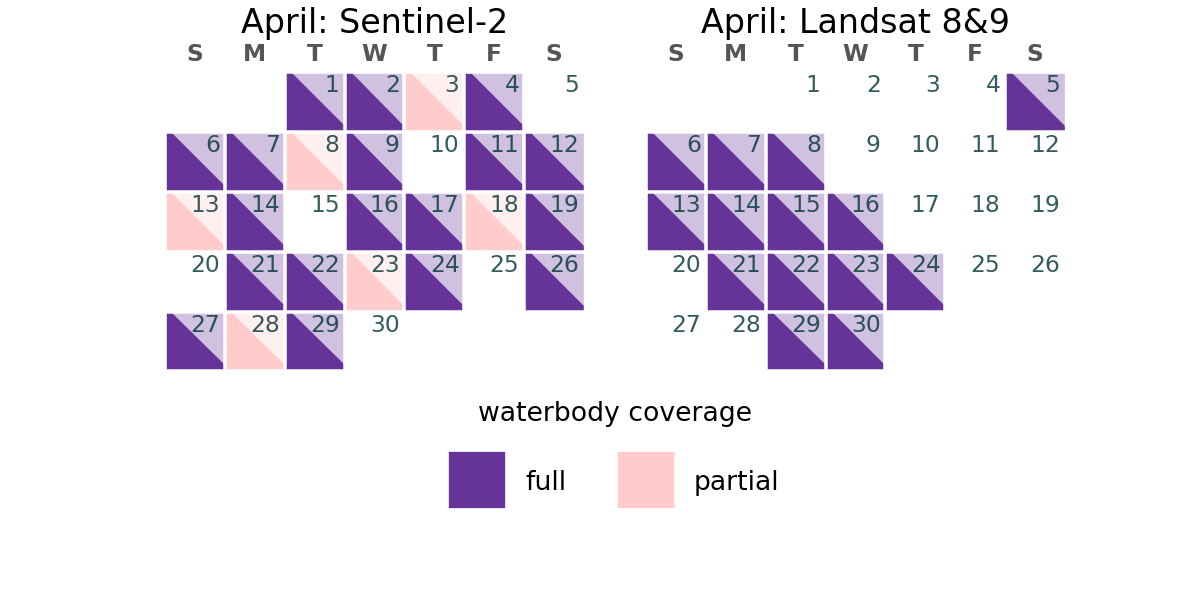 April: Sentinel-2
S M T W T F S
1 2 3 4 5
6 7 8 9 10 11 12
13 14 15 16 17 18 19
20 21 22 23 24 25 26
27 28 29 30
April: Landsat 8&9
S M T W T F S
1 2 3 4 5
6 7 8 9 10 11 12
13 14 15 16 17 18 19
20 21 22 23 24 25 26
27 28 29 30
waterbody coverage
full partial